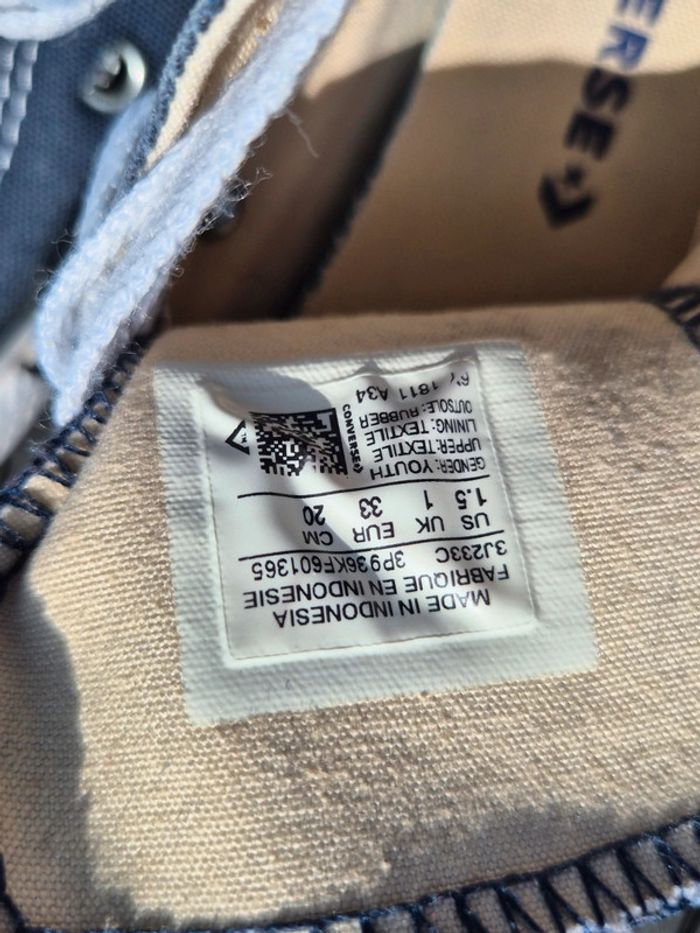 MADE IN INDONESIA
FABRIQUE EN INDONESIE
3J233C 3P936KF601365
US UK EUR CM
1.5 1 33 20
GENDER: YOUTH
UPPER: TEXTILE
LINING: TEXTILE
OUTSOLE: RUBBER
1811 A34
CONVERSE
ERSE